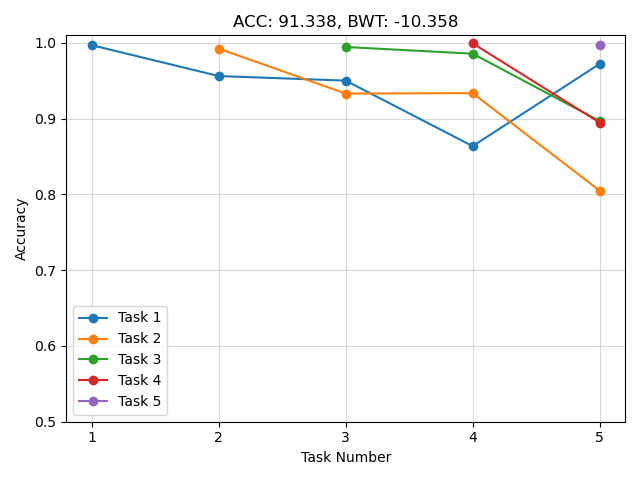 ACC: 91.338, BWT: -10.358
1.0
0.9
0.8
0.7
0.6
0.5
Accuracy
Task 1
Task 2
Task 3
Task 4
Task 5
1 2 3 4 5
Task Number